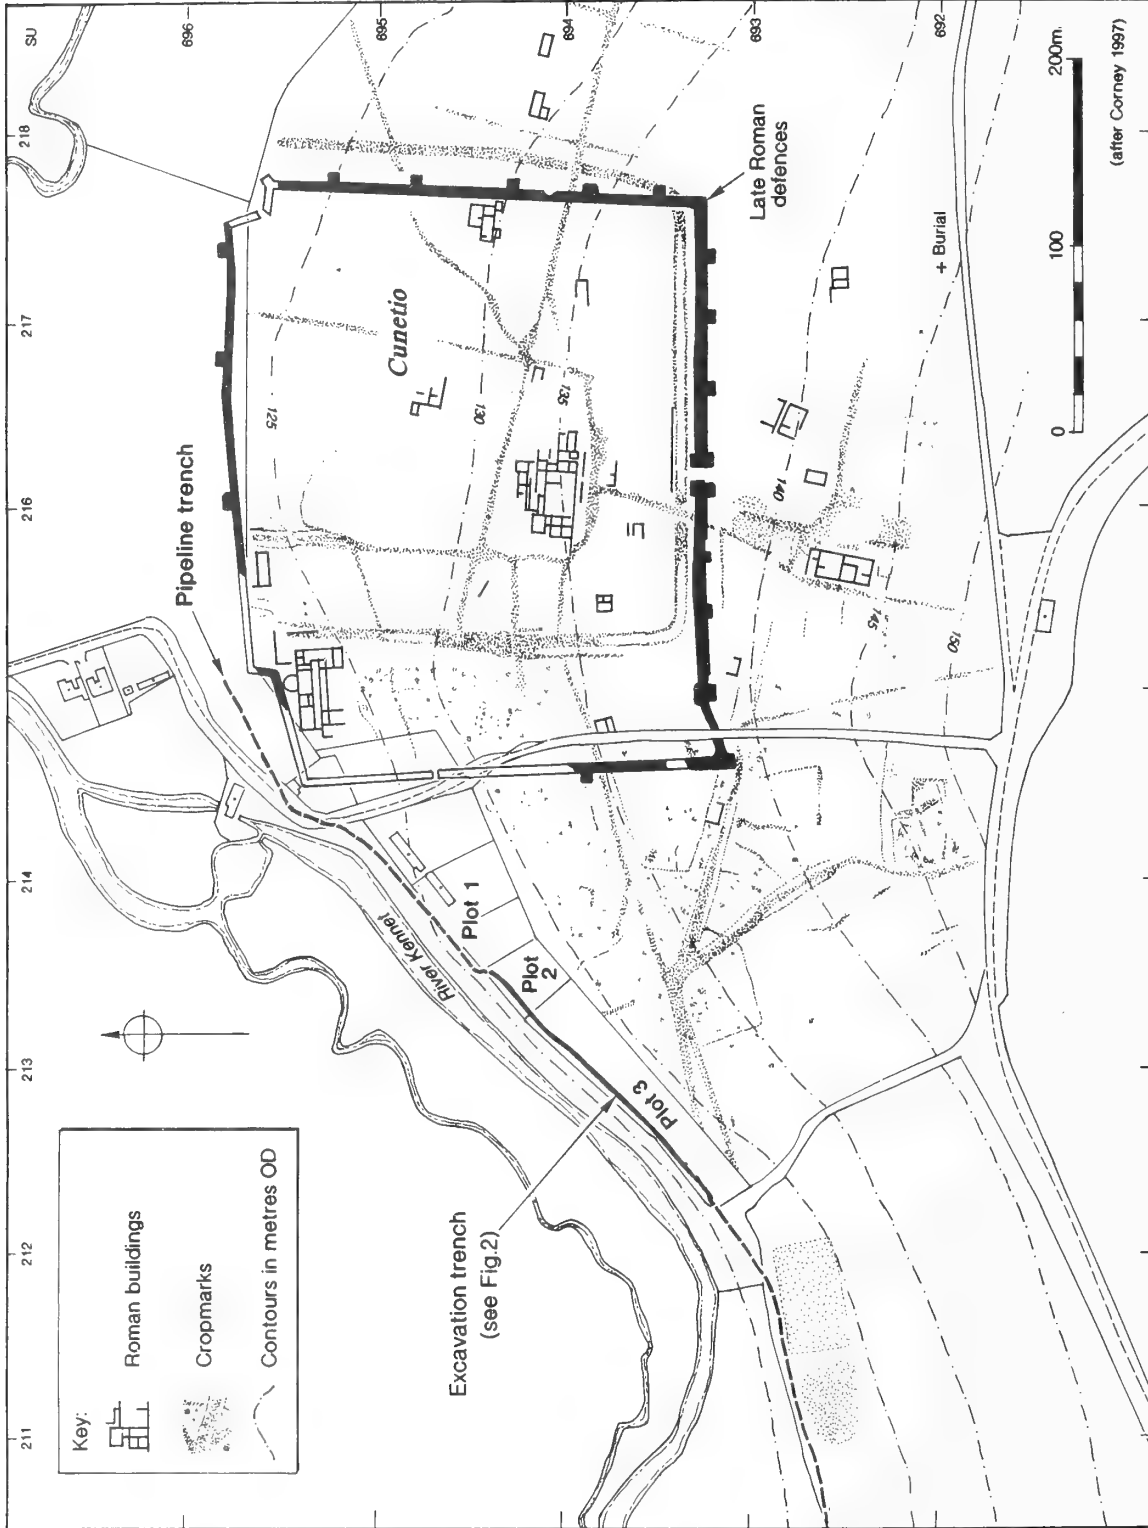 Key:
Roman buildings
Cropmarks
Contours in metres OD
211
212
213
214
216
217
218
SU
696
695
694
693
692
Pipeline trench
Excavation trench
(see Fig.2)
River Kennet
Plot 1
Plot
2
Plot 3
Cunetio
125
130
135
140
145
150
Late Roman
defences
+ Burial
0
100
200m.
(after Corney 1997)